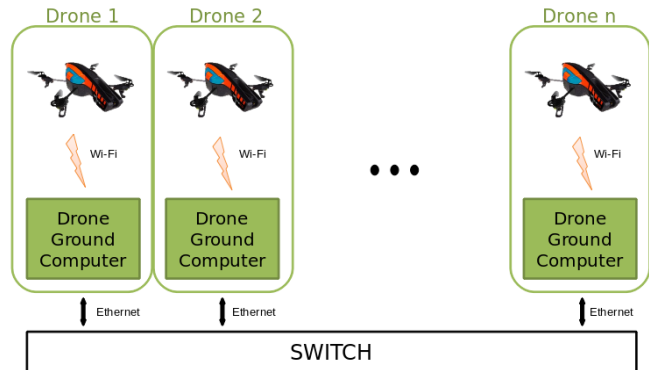 Drone 1
Drone 2
Drone n
Wi-Fi
Wi-Fi
Wi-Fi
Drone
Ground
Computer
Drone
Ground
Computer
Drone
Ground
Computer
Ethernet
Ethernet
Ethernet
SWITCH